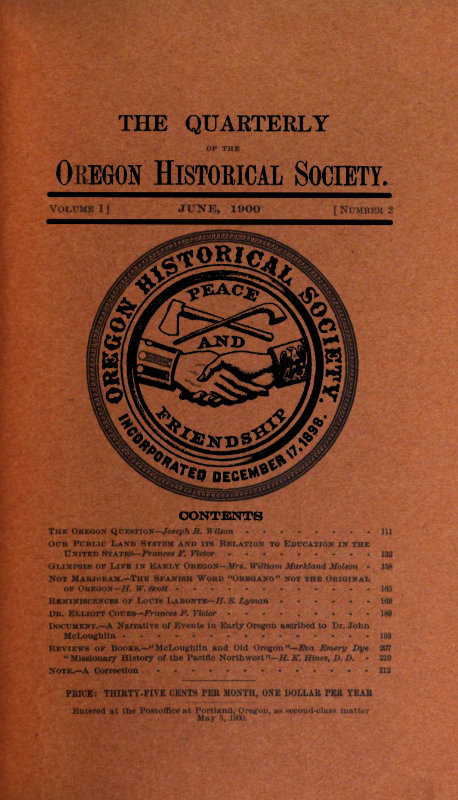 THE QUARTERLY
OF THE
OREGON HISTORICAL SOCIETY.
VOLUME I] JUNE, 1900 [NUMBER 2
OREGON HISTORICAL SOCIETY.
PEACE
AND
FRIENDSHIP
INCORPORATED DECEMBER 17, 1898.
CONTENTS
THE OREGON QUESTION—Joseph R. Wilson - - - - - - - - 111
OUR PUBLIC LAND SYSTEM AND ITS RELATION TO EDUCATION IN THE
UNITED STATES—Frances F. Victor - - - - - - - - 132
GLIMPSES OF LIFE IN EARLY OREGON—Mrs. William Markland Molson - 158
NOT MARJORAM.—THE SPANISH WORD "OREGANO" NOT THE ORIGINAL
OF OREGON—H. W. Scott - - - - - - - - 165
REMINISCENCES OF LOUIS LABONTE—H. S. Lyman - - - - - 169
DR. ELLIOTT COUES—Frances F. Victor - - - - - - - 189
DOCUMENT.—A Narrative of Events in Early Oregon ascribed to Dr. John
McLoughlin - - - - - - - - - - 193
REVIEWS OF BOOKS.—"McLoughlin and Old Oregon"—Eva Emery Dye 207
"Missionary History of the Pacific Northwest"—H. K. Hines, D. D. - 210
NOTE.—A Correction - - - - - - - - - - 212
PRICE: THIRTY-FIVE CENTS PER MONTH, ONE DOLLAR PER YEAR
Entered at the Postoffice at Portland, Oregon, as second-class matter
May 5, 1900.